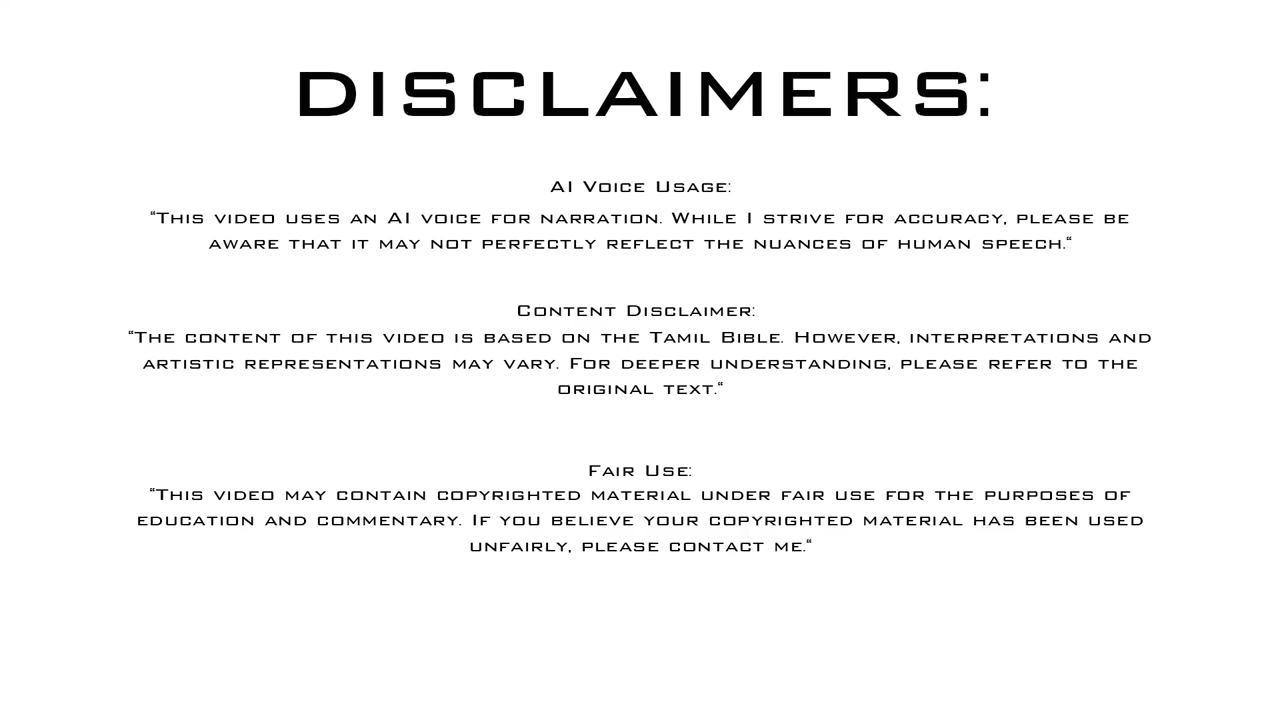 DISCLAIMERS:
AI Voice Usage:
“This video uses an AI voice for narration. While I strive for accuracy, please be
aware that it may not perfectly reflect the nuances of human speech.“
Content Disclaimer:
“The content of this video is based on the Tamil Bible. However, interpretations and
artistic representations may vary. For deeper understanding, please refer to the
original text.“
Fair Use:
“This video may contain copyrighted material under fair use for the purposes of
education and commentary. If you believe your copyrighted material has been used
unfairly, please contact me.“